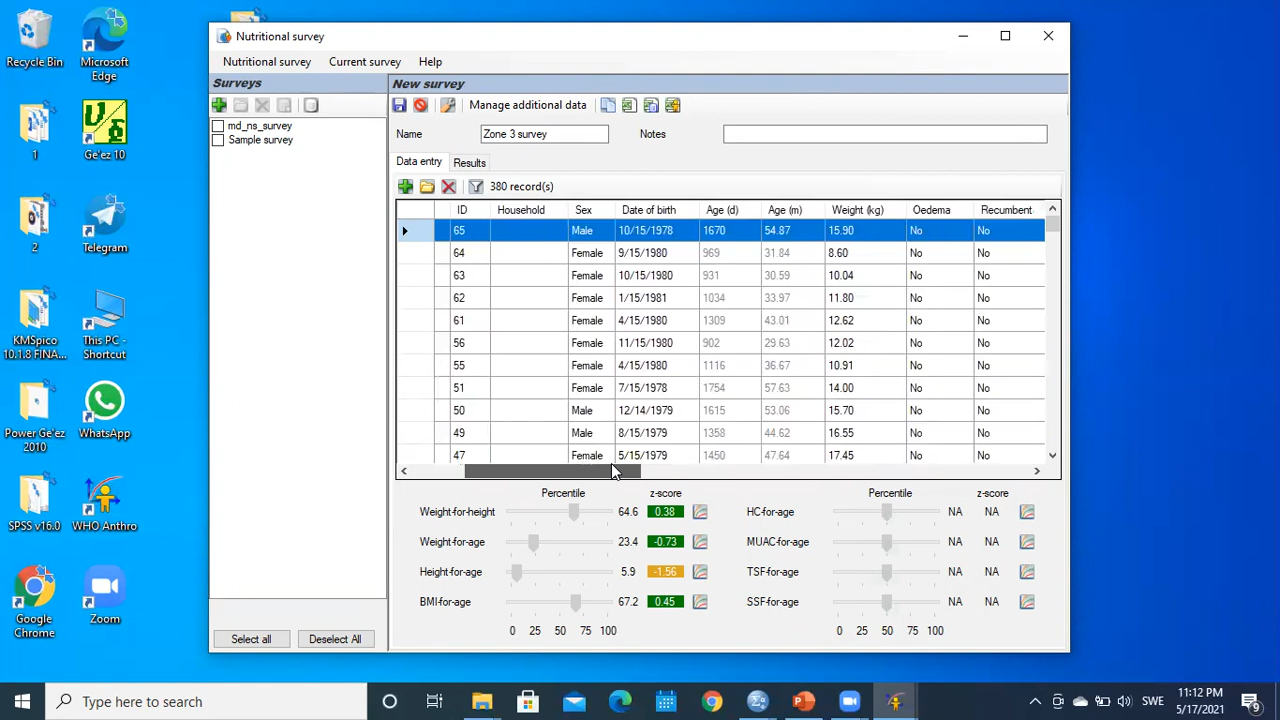 Recycle Bin
Microsoft Edge
1
Ge'ez 10
2
Telegram
KMSpico 10.1.8 FINA...
This PC - Shortcut
Power Ge'ez 2010
WhatsApp
SPSS v16.0
WHO Anthro
Google Chrome
Zoom
Nutritional survey
Nutritional survey Current survey Help
Surveys
New survey
Manage additional data
md_ns_survey
Sample survey
Name Zone 3 survey Notes
Data entry Results
380 record(s)
ID Household Sex Date of birth Age (d) Age (m) Weight (kg) Oedema Recumbent
65 Male 10/15/1978 1670 54.87 15.90 No No
64 Female 9/15/1980 969 31.84 8.60 No No
63 Female 10/15/1980 931 30.59 10.04 No No
62 Female 1/15/1981 1034 33.97 11.80 No No
61 Female 4/15/1980 1309 43.01 12.62 No No
56 Female 11/15/1980 902 29.63 12.02 No No
55 Female 4/15/1980 1116 36.67 10.91 No No
51 Female 7/15/1978 1754 57.63 14.00 No No
50 Male 12/14/1979 1615 53.06 15.70 No No
49 Male 8/15/1979 1358 44.62 16.55 No No
47 Female 5/15/1979 1450 47.64 17.45 No No
Percentile z-score Percentile z-score
Weight-for-height 64.6 0.38 HC-for-age NA NA
Weight-for-age 23.4 -0.73 MUAC-for-age NA NA
Height-for-age 5.9 -1.56 TSF-for-age NA NA
BMI-for-age 67.2 0.45 SSF-for-age NA NA
0 25 50 75 100 0 25 50 75 100
Select all Deselect All
Type here to search
SWE
11:12 PM
5/17/2021
9